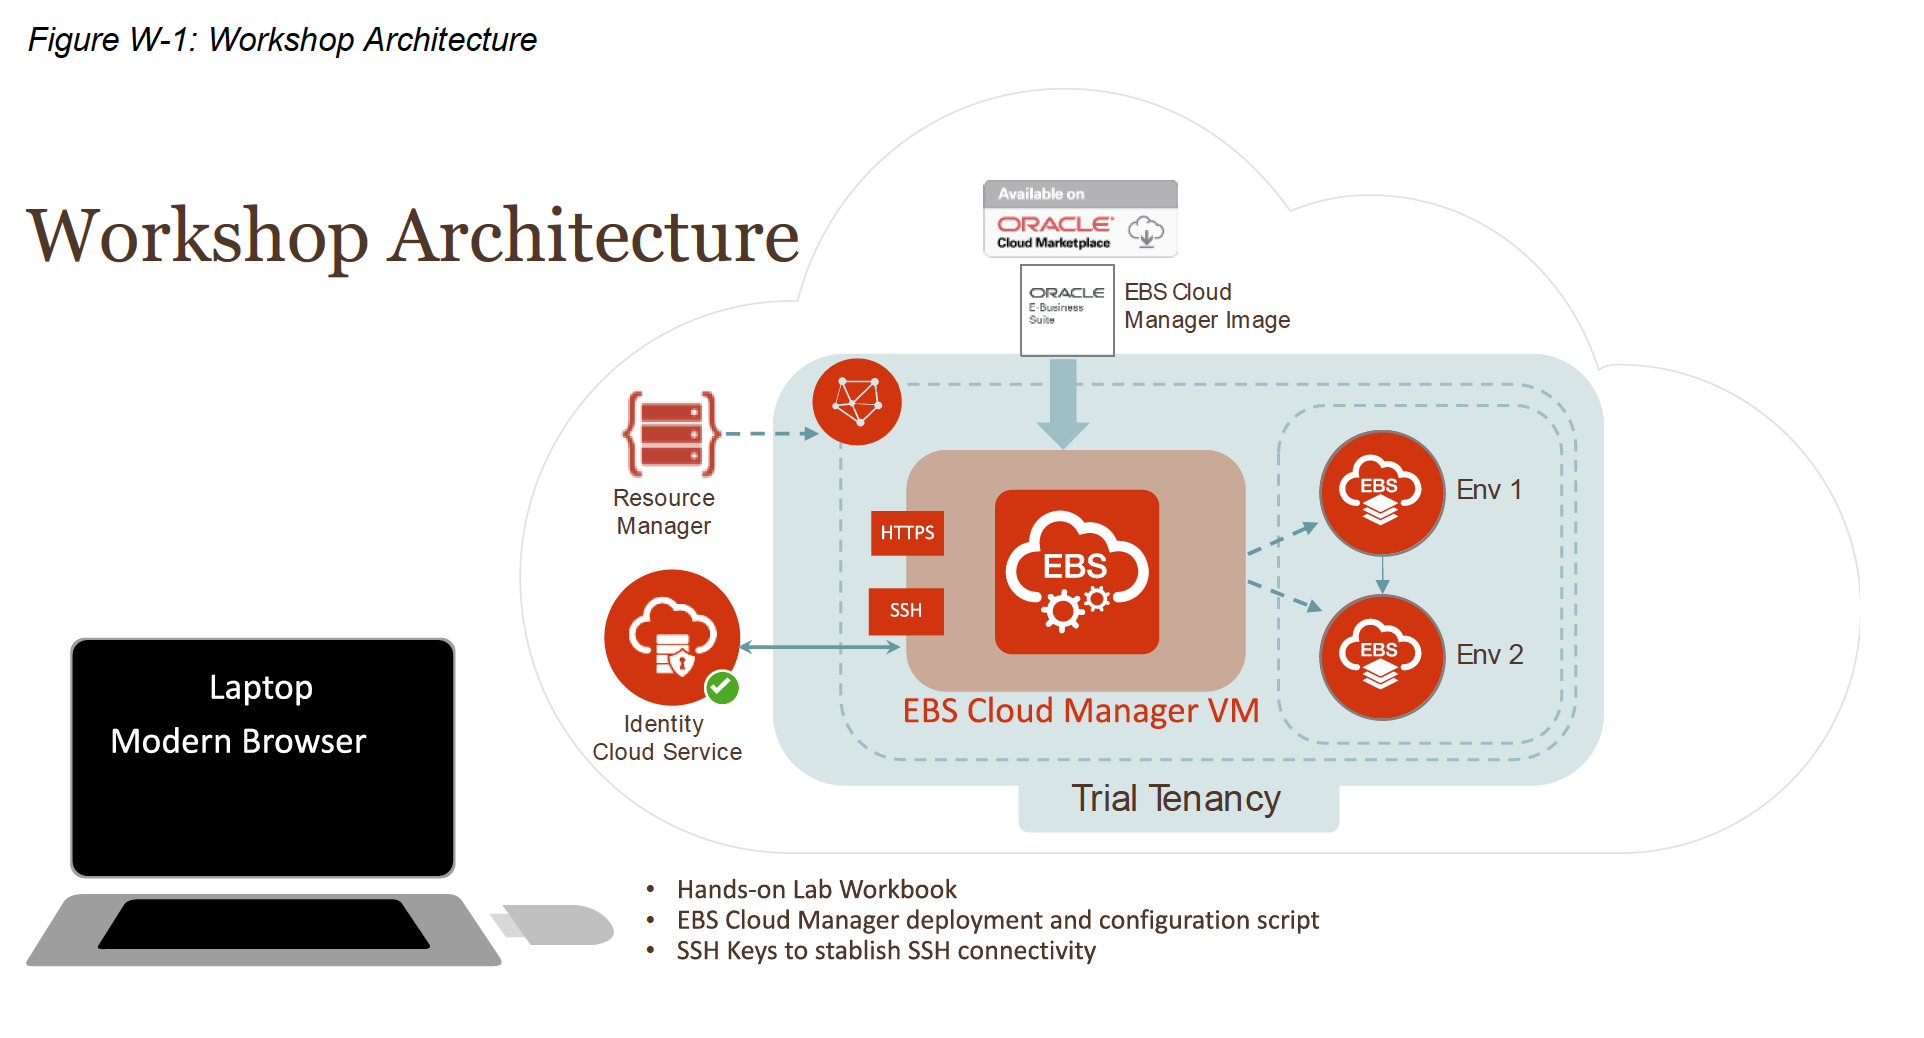 Figure W-1: Workshop Architecture
Workshop Architecture
Available on
ORACLE
Cloud Marketplace
ORACLE
E-Business
Suite
EBS Cloud
Manager Image
Resource
Manager
HTTPS
SSH
EBS
EBS
Env 1
EBS
Env 2
Identity
Cloud Service
EBS Cloud Manager VM
Trial Tenancy
Laptop
Modern Browser
• Hands-on Lab Workbook
• EBS Cloud Manager deployment and configuration script
• SSH Keys to stablish SSH connectivity